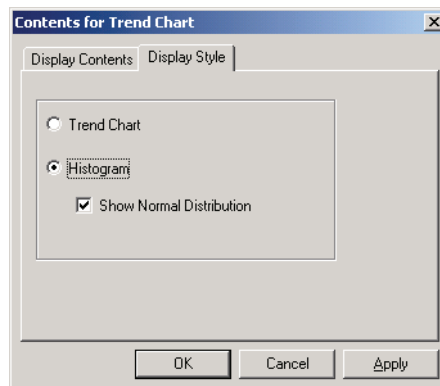 Contents for Trend Chart
Display Contents Display Style
Trend Chart
Histogram
Show Normal Distribution
OK Cancel Apply